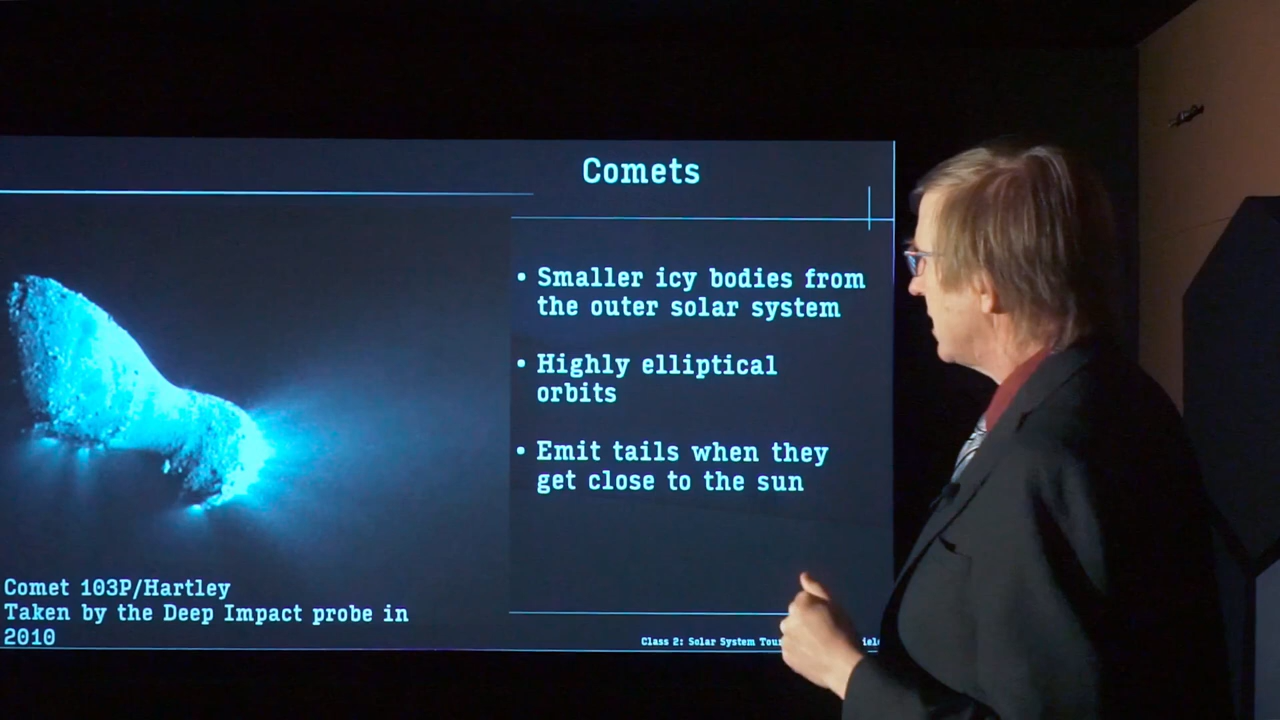 Comets
• Smaller icy bodies from
the outer solar system
• Highly elliptical
orbits
• Emit tails when they
get close to the sun
Comet 103P/Hartley
Taken by the Deep Impact probe in
2010
Class 2: Solar System